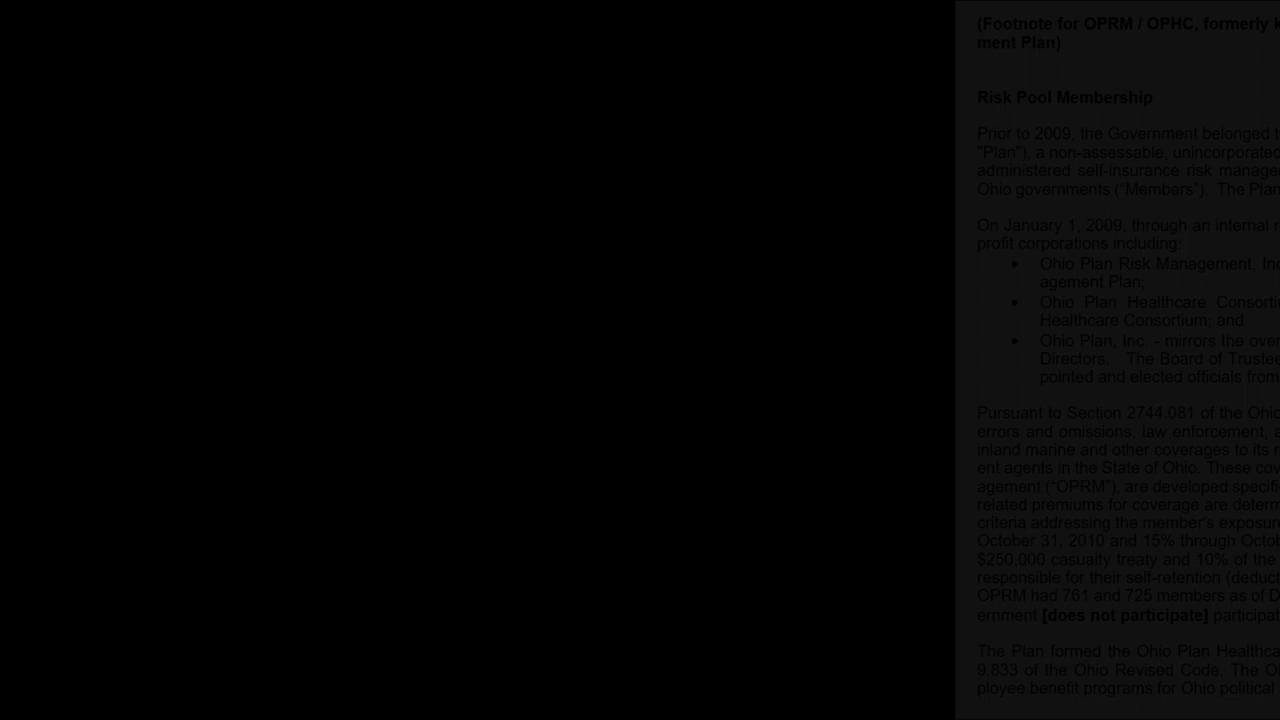 (Footnote for OPRM / OPHC, formerly
ment Plan)
Risk Pool Membership
Prior to 2009, the Government belonged
"Plan"), a non-assessable, unincorporated
administered self-insurance risk manage
Ohio governments ("Members"). The Plan
On January 1, 2009, through an internal
profit corporations including:
• Ohio Plan Risk Management, Inc
agement Plan;
• Ohio Plan Healthcare Consorti
Healthcare Consortium; and
• Ohio Plan, Inc. - mirrors the over
Directors. The Board of Trustee
pointed and elected officials from
Pursuant to Section 2744.081 of the Ohio
errors and omissions, law enforcement,
inland marine and other coverages to its
ent agents in the State of Ohio. These cov
agement ("OPRM"), are developed specifi
related premiums for coverage are determ
criteria addressing the member's exposur
October 31, 2010 and 15% through Octob
$250,000 casualty treaty and 10% of the
responsible for their self-retention (deduct
OPRM had 761 and 725 members as of D
ernment [does not participate] participat
The Plan formed the Ohio Plan Healthca
9.833 of the Ohio Revised Code. The O
ployee benefit programs for Ohio political